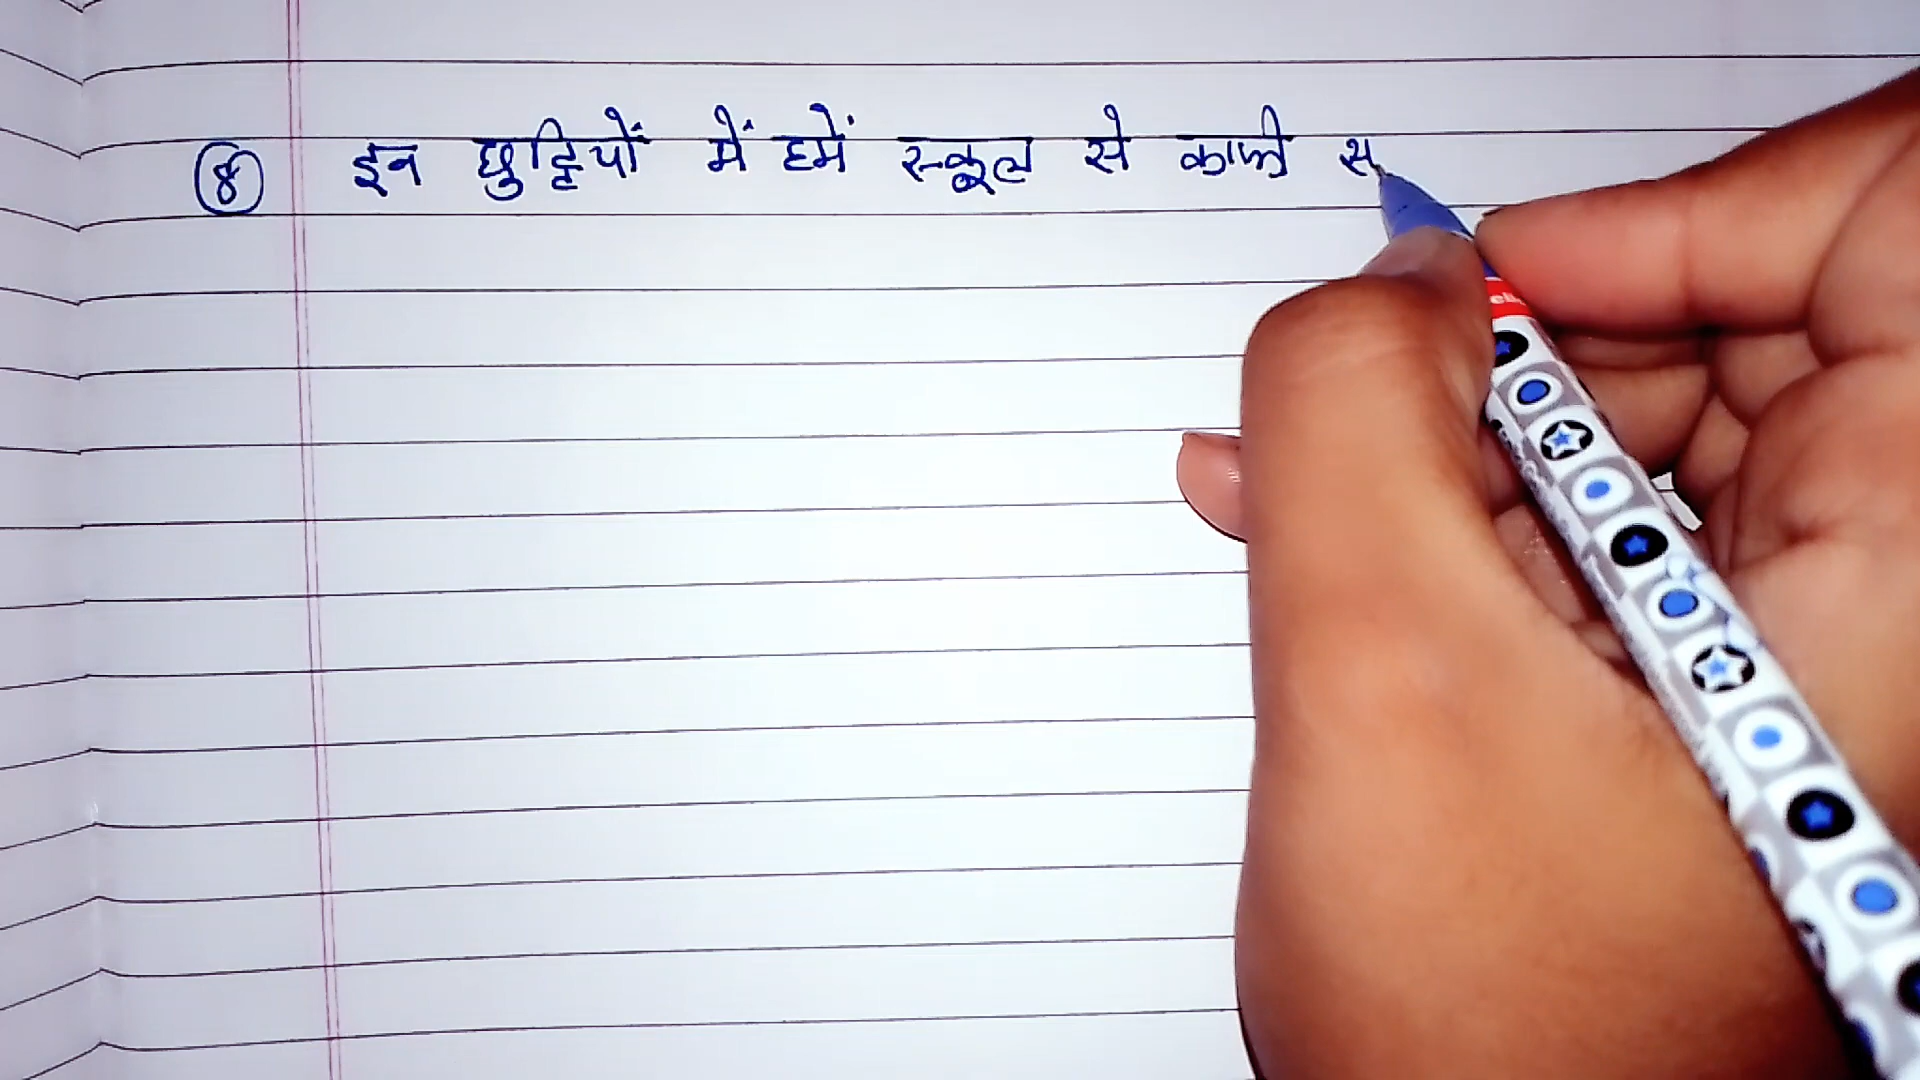 ⑧ इन छुट्टियों में हमें स्कूल से काफी स